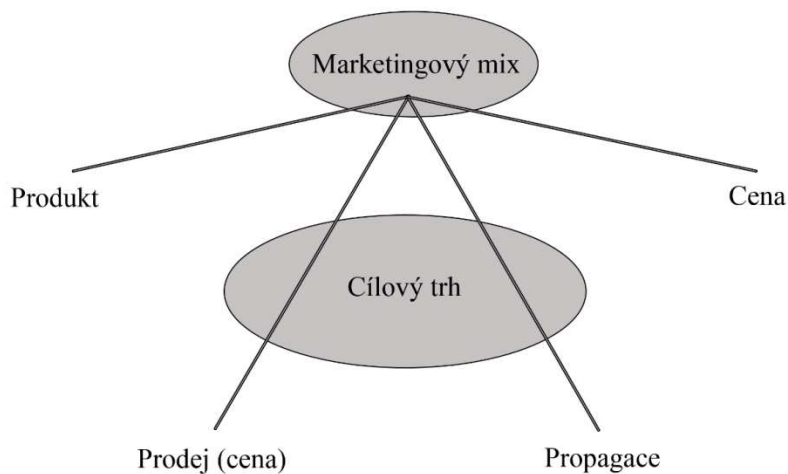 Marketingový mix
Produkt
Cena
Cílový trh
Prodej (cena)
Propagace